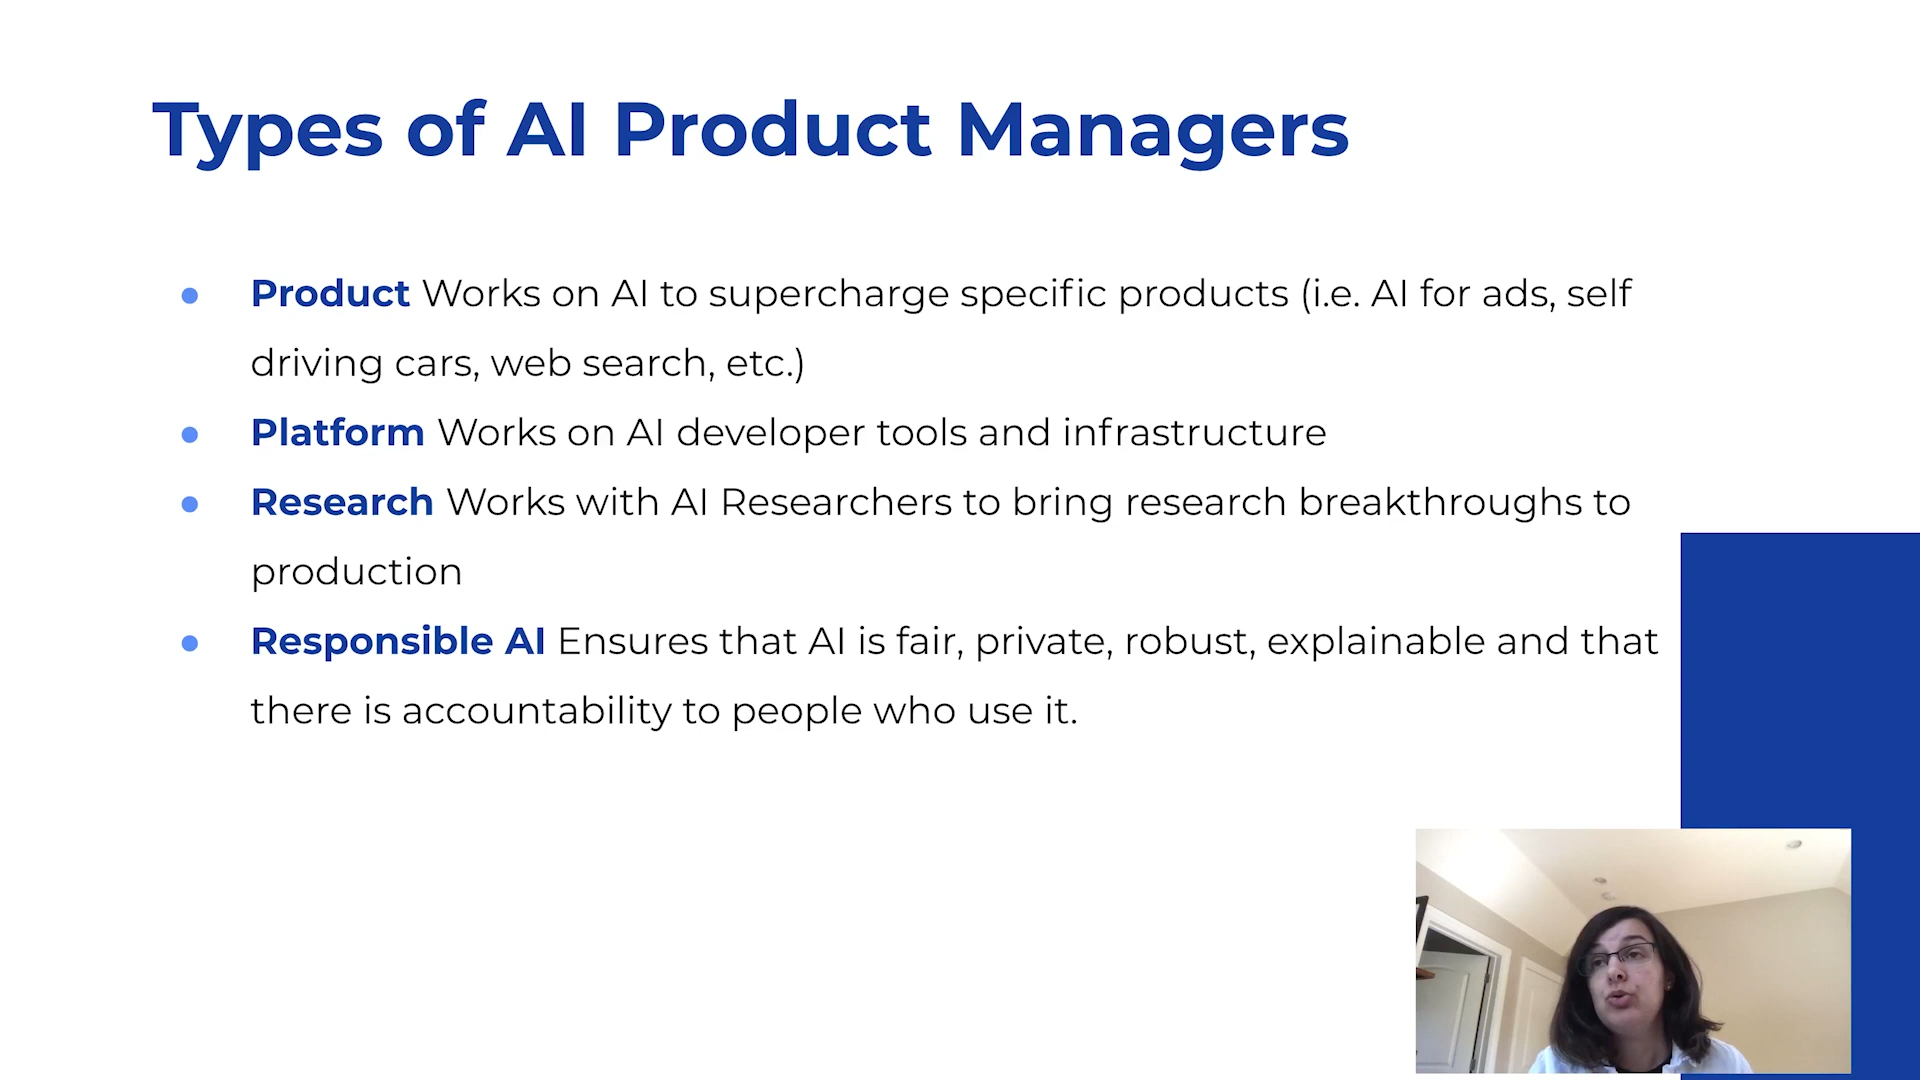 Types of AI Product Managers
● Product Works on AI to supercharge specific products (i.e. AI for ads, self
driving cars, web search, etc.)
● Platform Works on AI developer tools and infrastructure
● Research Works with AI Researchers to bring research breakthroughs to
production
● Responsible AI Ensures that AI is fair, private, robust, explainable and that
there is accountability to people who use it.